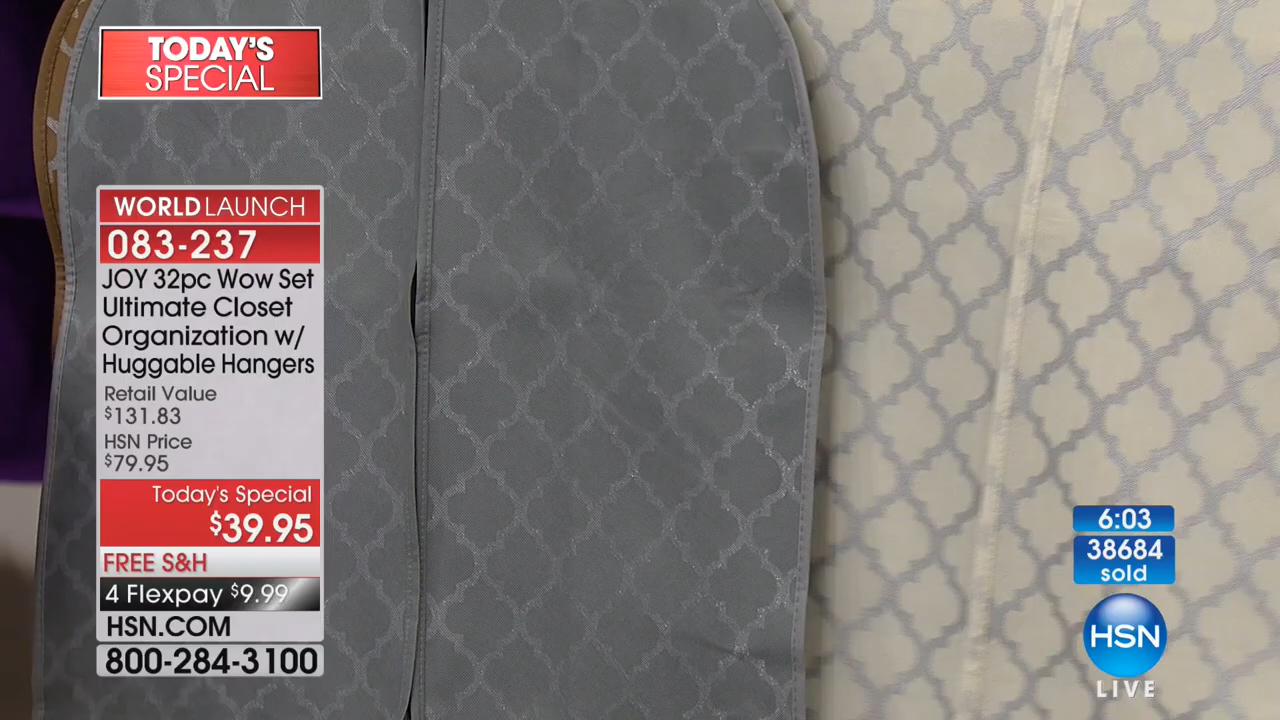 TODAY'S
SPECIAL
WORLD LAUNCH
083-237
JOY 32pc Wow Set
Ultimate Closet
Organization w/
Huggable Hangers
Retail Value
$131.83
HSN Price
$79.95
Today's Special
$39.95
FREE S&H
4 Flexpay $9.99
HSN.COM
800-284-3100
6:03
38684
sold
HSN
LIVE